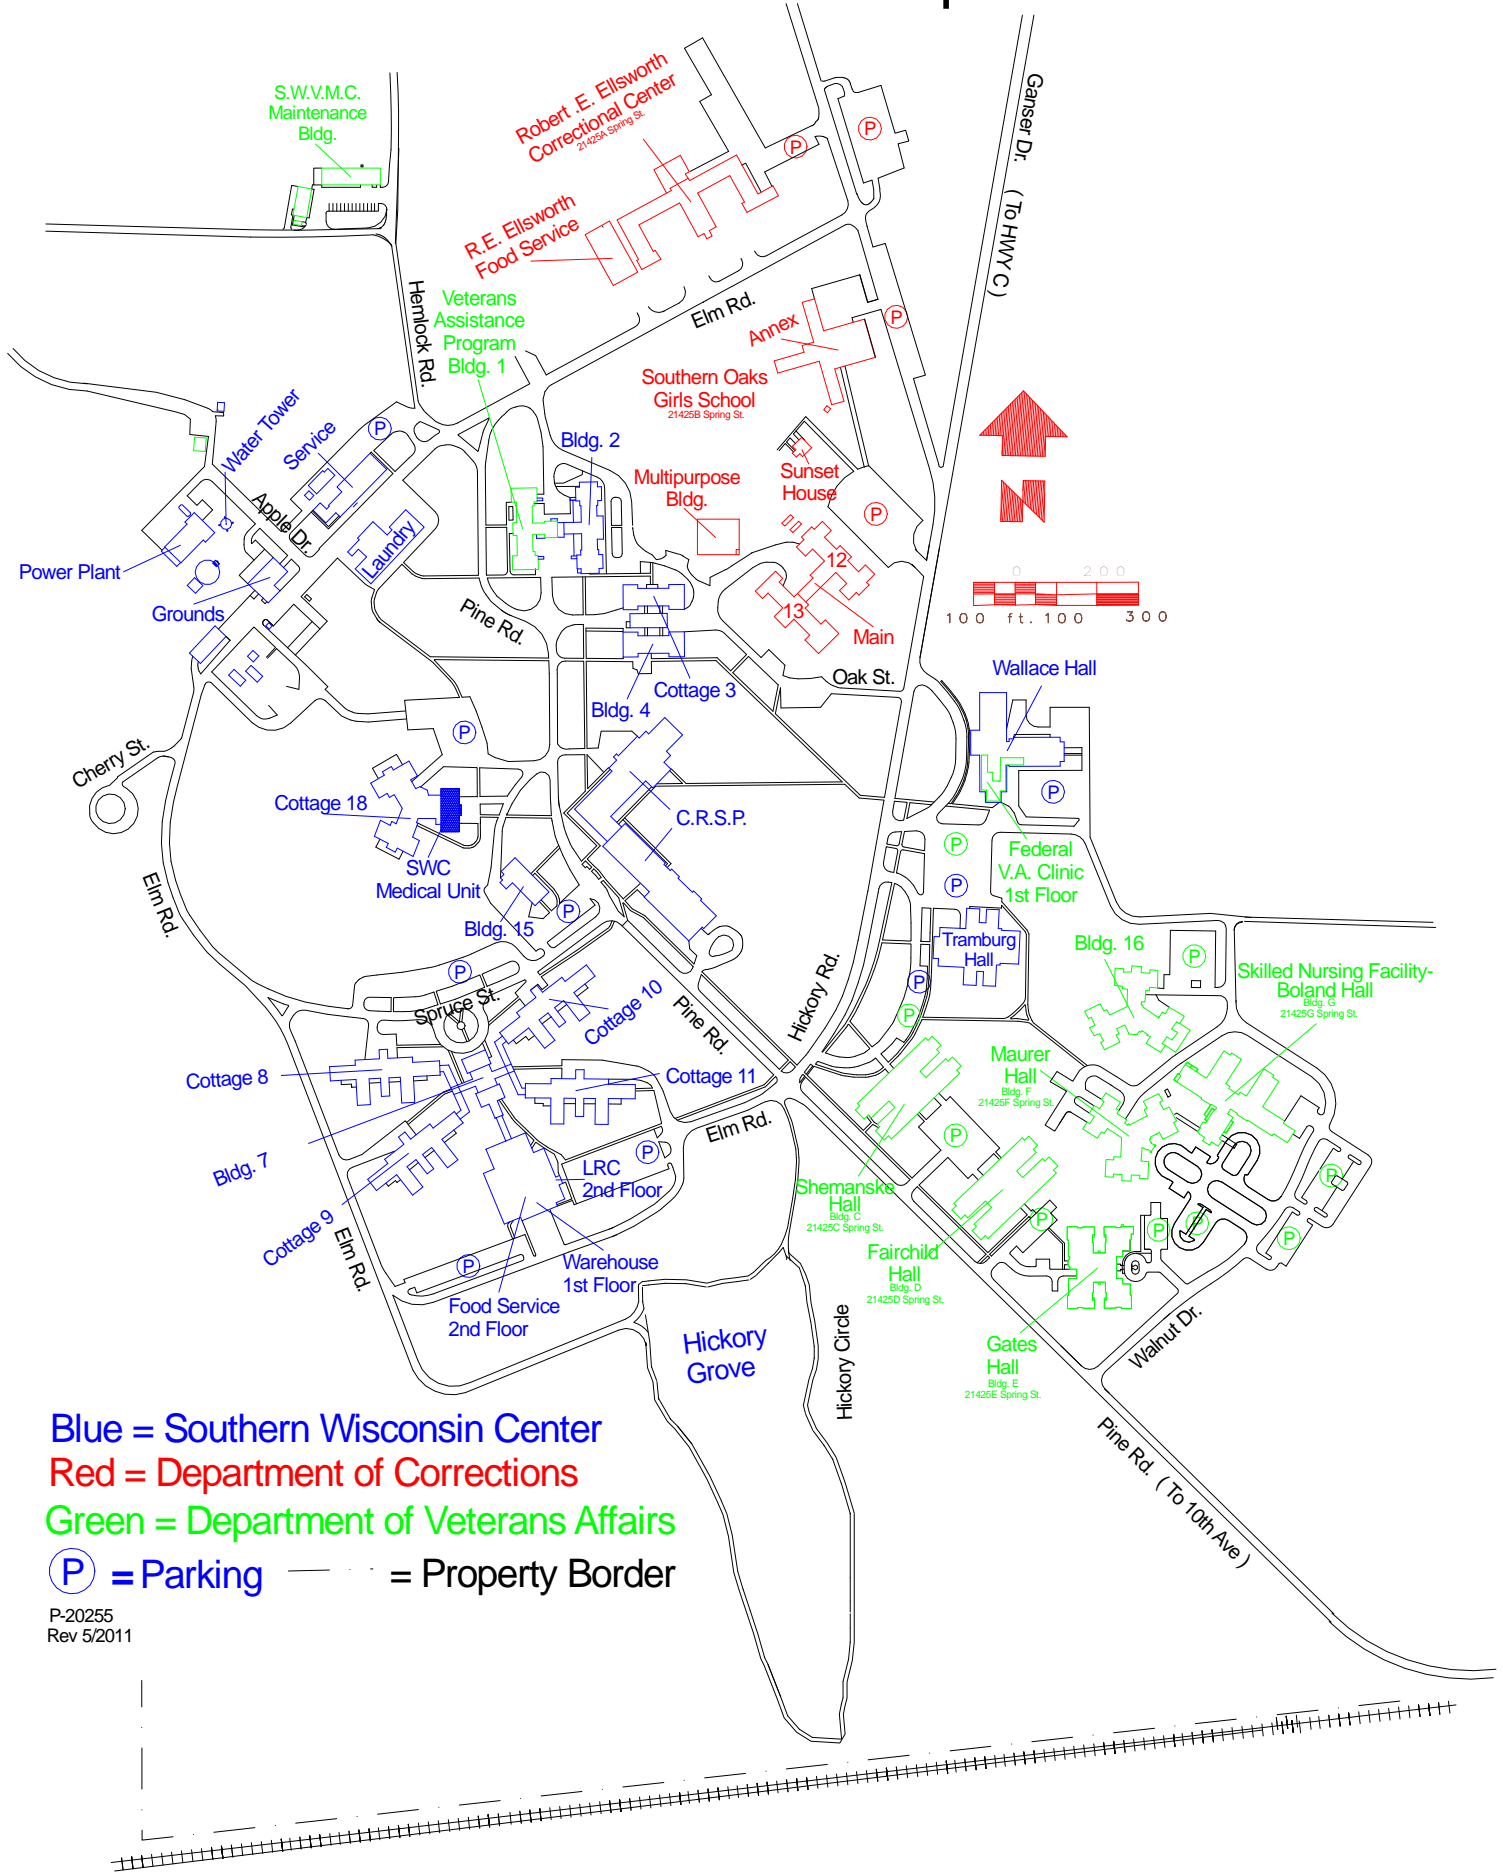 S.W.V.M.C.
Maintenance
Bldg.
Robert .E. Ellsworth
Correctional Center
21425A Spring St.
P
P
Ganser Dr. ( To HWY C )
R.E. Ellsworth
Food Service
Hemlock Rd.
Veterans
Assistance
Program
Bldg. 1
Elm Rd.
Annex
P
Southern Oaks
Girls School
21425B Spring St.
Water Tower
Service
P
Bldg. 2
Multipurpose
Bldg.
Sunset
House
P
N
Apple Dr.
Laundry
Power Plant
Grounds
Pine Rd.
12
13
Main
0 200
100 ft. 100 300
Oak St.
Wallace Hall
Cottage 3
Bldg. 4
P
Cherry St.
Cottage 18
C.R.S.P.
P
SWC
Medical Unit
P
Federal
V.A. Clinic
1st Floor
P
Elm Rd.
Bldg. 15
P
Tramburg
Hall
Bldg. 16
P
Skilled Nursing Facility-
Boland Hall
Bldg. G
21425G Spring St.
P
Spruce St.
Cottage 10
Pine Rd.
Hickory Rd.
P
P
Maurer
Hall
Bldg. F
21425F Spring St.
Cottage 8
Cottage 11
Elm Rd.
P
P
Bldg. 7
LRC
2nd Floor
Shemanske
Hall
Bldg. C
21425C Spring St.
P
Cottage 9
Elm Rd.
P
Warehouse
1st Floor
Food Service
2nd Floor
Fairchild
Hall
Bldg. D
21425D Spring St.
P
P
P
P
Hickory
Grove
Hickory Circle
Gates
Hall
Bldg. E
21425E Spring St.
Walnut Dr.
Pine Rd. ( To 10th Ave )
Blue = Southern Wisconsin Center
Red = Department of Corrections
Green = Department of Veterans Affairs
P = Parking = Property Border
P-20255
Rev 5/2011